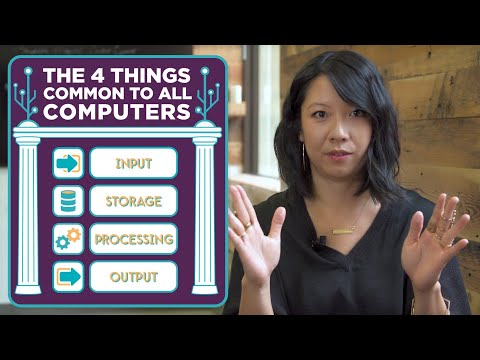 THE 4 THINGS
COMMON TO ALL
COMPUTERS
INPUT
STORAGE
PROCESSING
OUTPUT